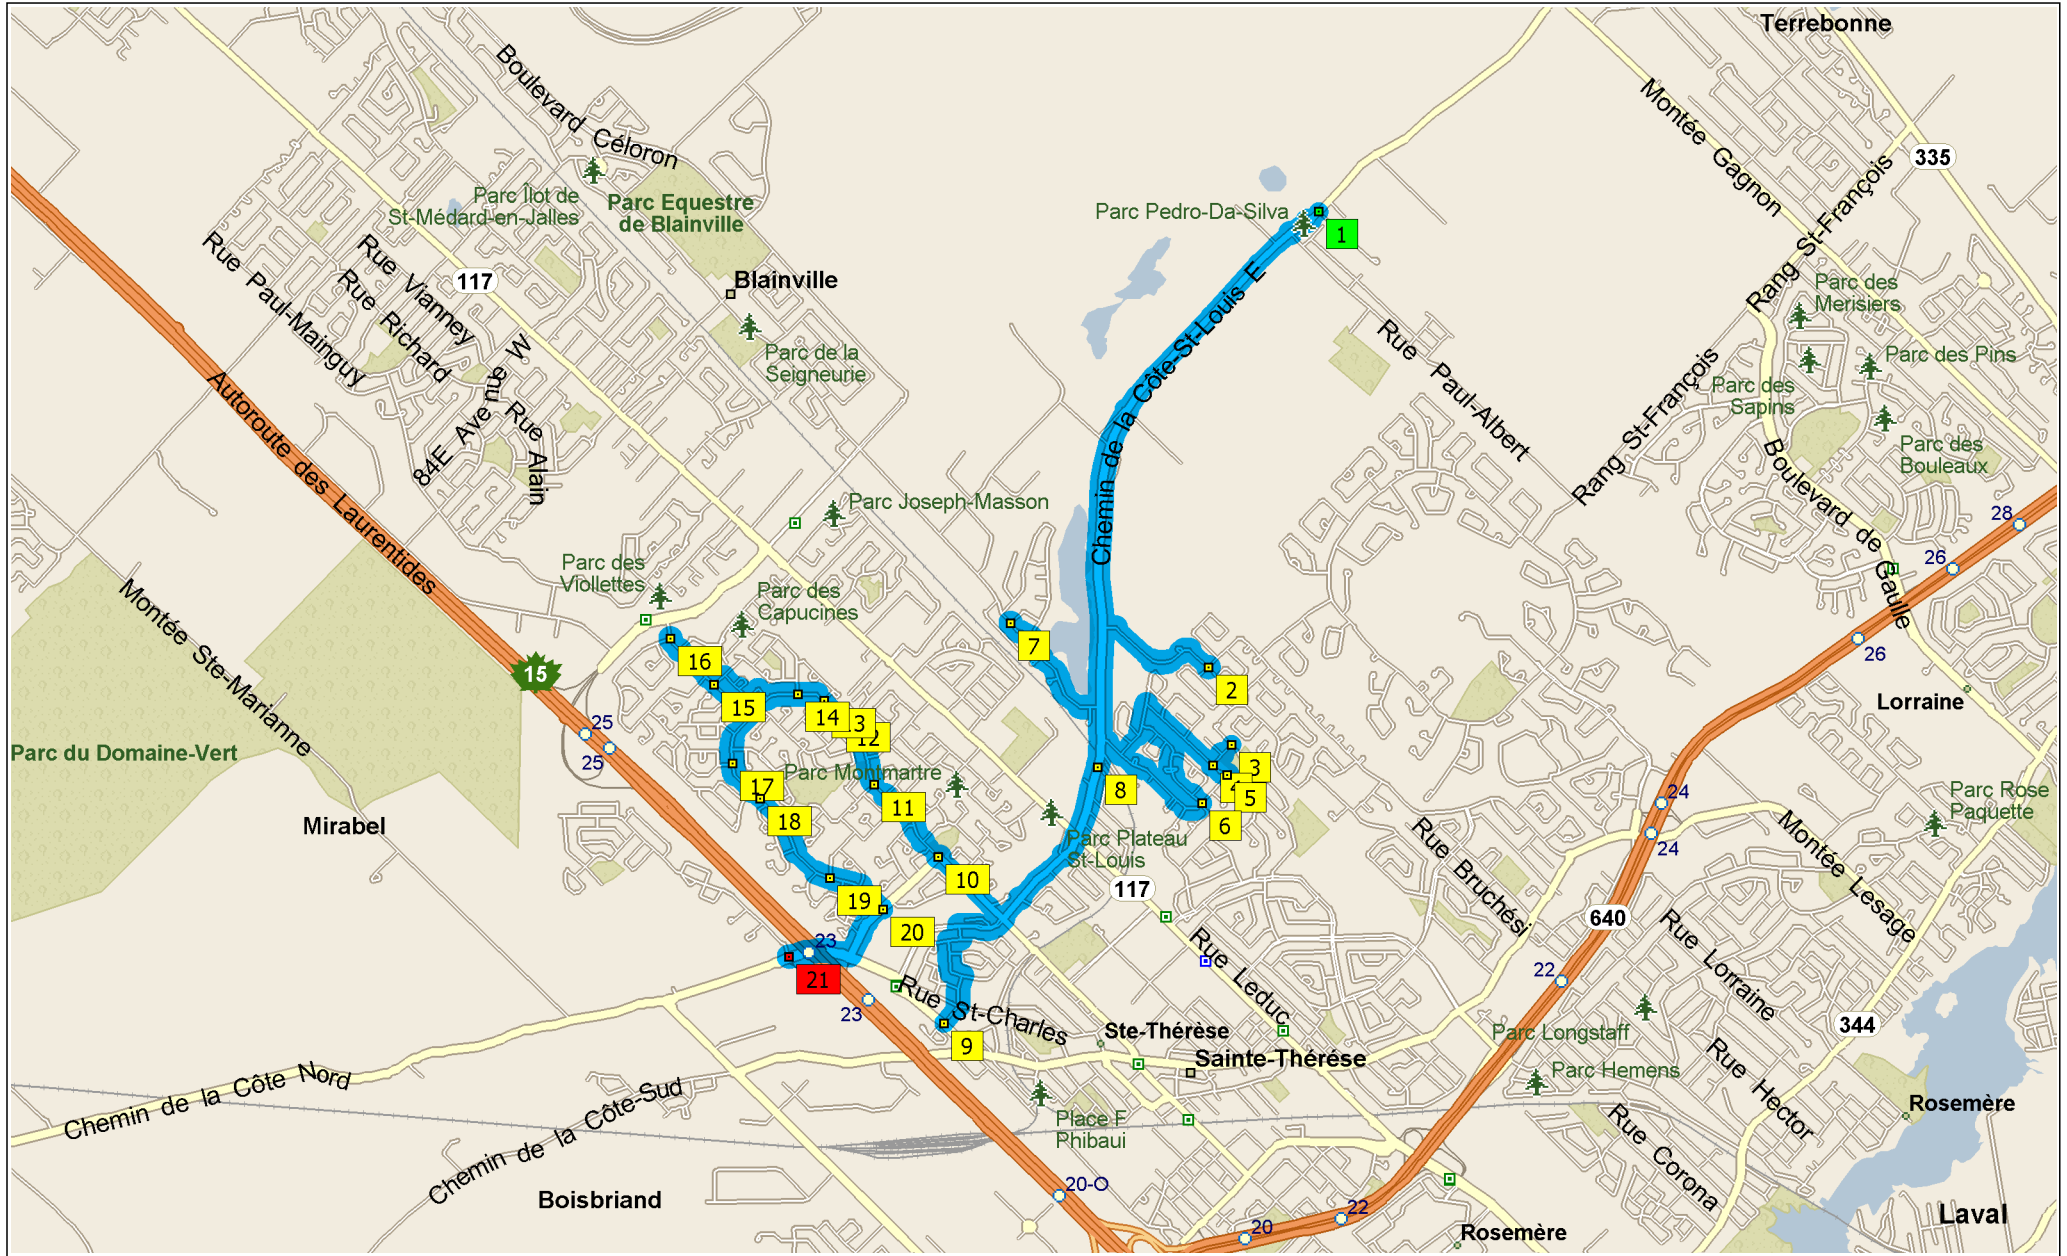 Terrebonne
Boulevard Céloron
Montée Gagnon
335
Parc Îlot de
St-Médard-en-Jalles
Parc Equestre
de Blainville
Parc Pedro-Da-Silva
1
Rang St-François
Rue Paul-Mainguy
Rue Vianney
Rue Richard
117
Blainville
Chemin de la Côte-St-Louis E
Parc des
Merisiers
Parc de la
Seigneurie
Rue Paul-Albert
Rang St-François
Parc des Pins
Parc des
Sapins
84E Avenue W
Rue Alain
Autoroute des Laurentides
Parc des
Bouleaux
Boulevard de Gaulle
Parc Joseph-Masson
28
26
Parc des
Viollettes
Parc des
Capucines
Montée Ste-Marianne
7
16
15
2
26
Lorraine
15
14
13
12
25
25
Parc du Domaine-Vert
3
4
5
6
8
17
Parc Montmartre
11
18
24
24
Parc Rose
Paquette
Mirabel
Parc Plateau
St-Louis
Rue Bruchési
Montée Lesage
10
117
19
20
640
23
21
23
Rue Leduc
Rue Lorraine
22
Rue St-Charles
9
Ste-Thérèse
Sainte-Thérése
Parc Longstaff
344
Parc Hemens
Rue Hector
Chemin de la Côte Nord
Chemin de la Côte-Sud
Place F
Phibaui
Rosemère
Rue Corona
Boisbriand
20-O
22
20
Rosemère
Laval